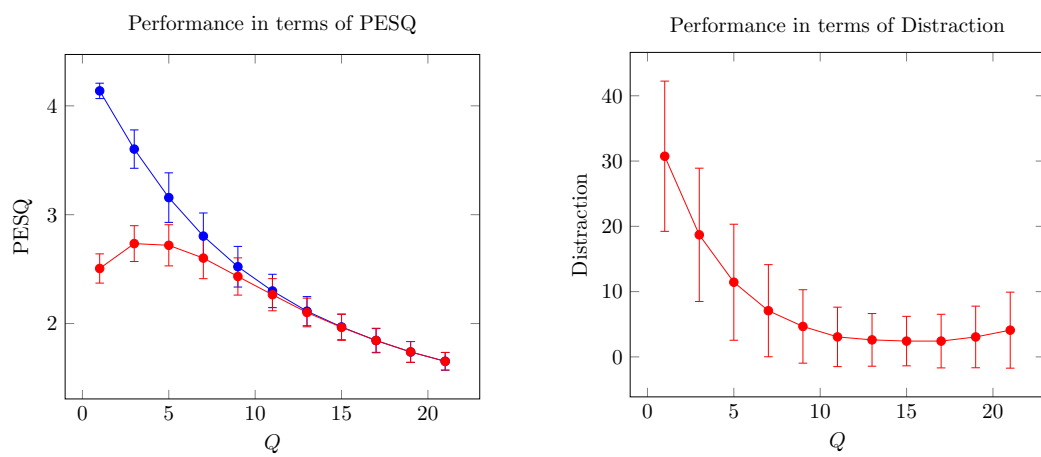 Performance in terms of PESQ
4
3
2
PESQ
0 5 10 15 20
Q
Performance in terms of Distraction
40
30
20
10
0
Distraction
0 5 10 15 20
Q